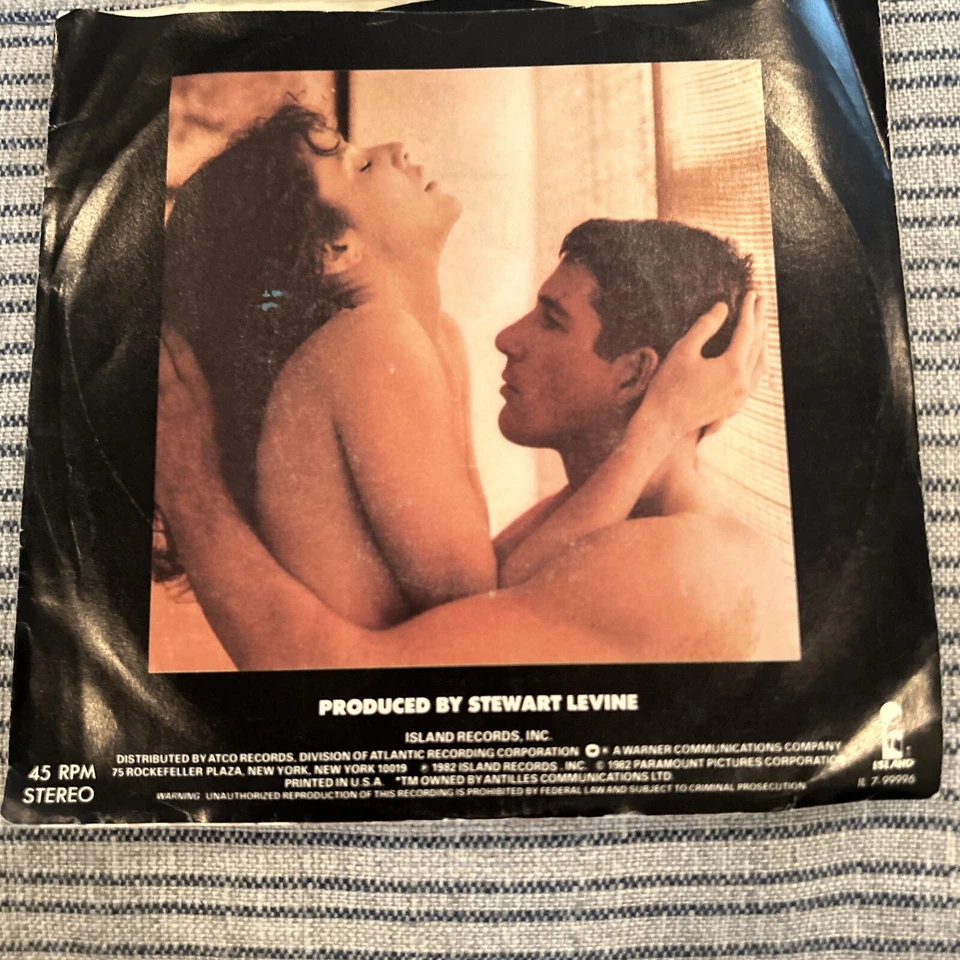 PRODUCED BY STEWART LEVINE
ISLAND RECORDS, INC.
DISTRIBUTED BY ATCO RECORDS, DIVISION OF ATLANTIC RECORDING CORPORATION * A WARNER COMMUNICATIONS COMPANY
75 ROCKEFELLER PLAZA, NEW YORK, NEW YORK 10019 ℗ 1982 ISLAND RECORDS, INC. © 1982 PARAMOUNT PICTURES CORPORATION
PRINTED IN U.S.A. *TM OWNED BY ANTILLES COMMUNICATIONS LTD
WARNING UNAUTHORIZED REPRODUCTION OF THIS RECORDING IS PROHIBITED BY FEDERAL LAW AND SUBJECT TO CRIMINAL PROSECUTION
45 RPM
STEREO
ISLAND
IL 7-99996